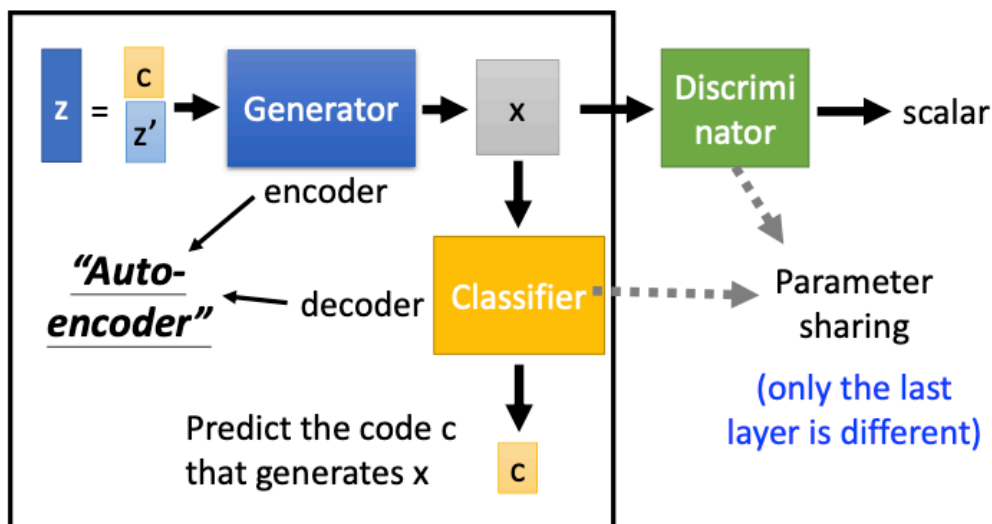 z = c
z'
Generator
x
Discrimi
nator
scalar
encoder
"Auto-
encoder"
decoder
Classifier
Parameter
sharing
(only the last
layer is different)
Predict the code c
that generates x
c